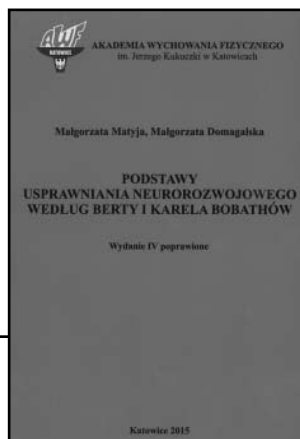 AWF
KATOWICE
AKADEMIA WYCHOWANIA FIZYCZNEGO
im. Jerzego Kukuczki w Katowicach
Małgorzata Matyja, Małgorzata Domagalska
PODSTAWY
USPRAWNIANIA NEUROROZWOJOWEGO
WEDŁUG BERTY I KARELA BOBATHÓW
Wydanie IV poprawione
Katowice 2015